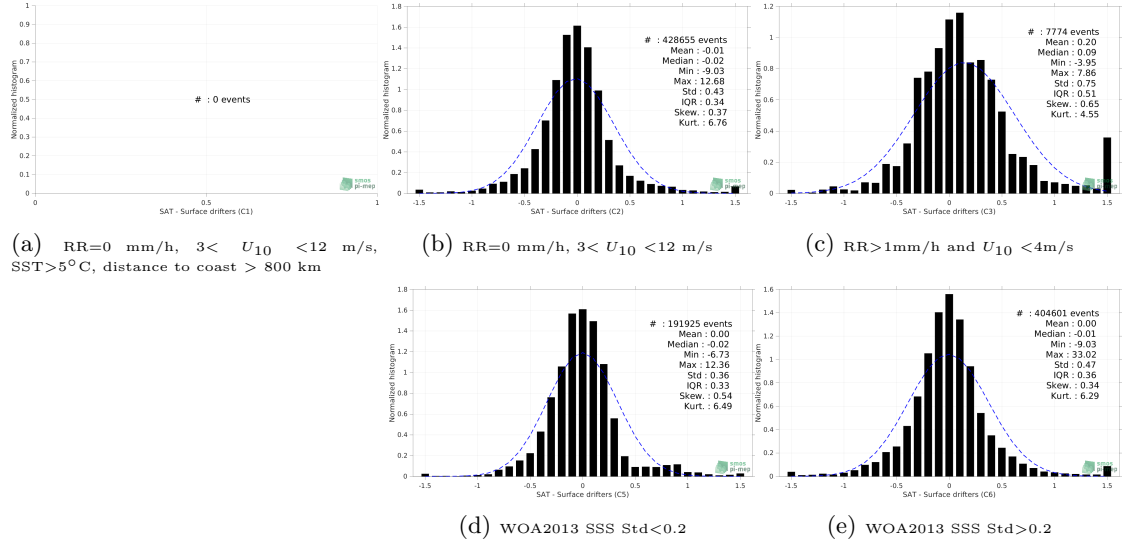 1
0.9
0.8
0.7
0.6
0.5
0.4
0.3
0.2
0.1
0
Normalized histogram
# : 0 events
smos
pi-mep
0 0.5 1
SAT - Surface drifters (C1)
(a) RR=0 mm/h, 3< U10 <12 m/s,
SST>5°C, distance to coast > 800 km
1.8
1.6
1.4
1.2
1
0.8
0.6
0.4
0.2
0
Normalized histogram
# : 428655 events
Mean : -0.01
Median : -0.02
Min : -9.03
Max : 12.68
Std : 0.43
IQR : 0.34
Skew. : 0.37
Kurt. : 6.76
smos
pi-mep
-1.5 -1 -0.5 0 0.5 1 1.5
SAT - Surface drifters (C2)
(b) RR=0 mm/h, 3< U10 <12 m/s
1.2
1
0.8
0.6
0.4
0.2
0
Normalized histogram
# : 7774 events
Mean : 0.20
Median : 0.09
Min : -3.95
Max : 7.86
Std : 0.75
IQR : 0.51
Skew. : 0.65
Kurt. : 4.55
smos
pi-mep
-1.5 -1 -0.5 0 0.5 1 1.5
SAT - Surface drifters (C3)
(c) RR>1mm/h and U10 <4m/s
1.8
1.6
1.4
1.2
1
0.8
0.6
0.4
0.2
0
Normalized histogram
# : 191925 events
Mean : 0.00
Median : -0.02
Min : -6.73
Max : 12.36
Std : 0.36
IQR : 0.33
Skew. : 0.54
Kurt. : 6.49
smos
pi-mep
-1.5 -1 -0.5 0 0.5 1 1.5
SAT - Surface drifters (C5)
(d) WOA2013 SSS Std<0.2
1.6
1.4
1.2
1
0.8
0.6
0.4
0.2
0
Normalized histogram
# : 404601 events
Mean : 0.00
Median : -0.01
Min : -9.03
Max : 33.02
Std : 0.47
IQR : 0.36
Skew. : 0.34
Kurt. : 6.29
smos
pi-mep
-1.5 -1 -0.5 0 0.5 1 1.5
SAT - Surface drifters (C6)
(e) WOA2013 SSS Std>0.2